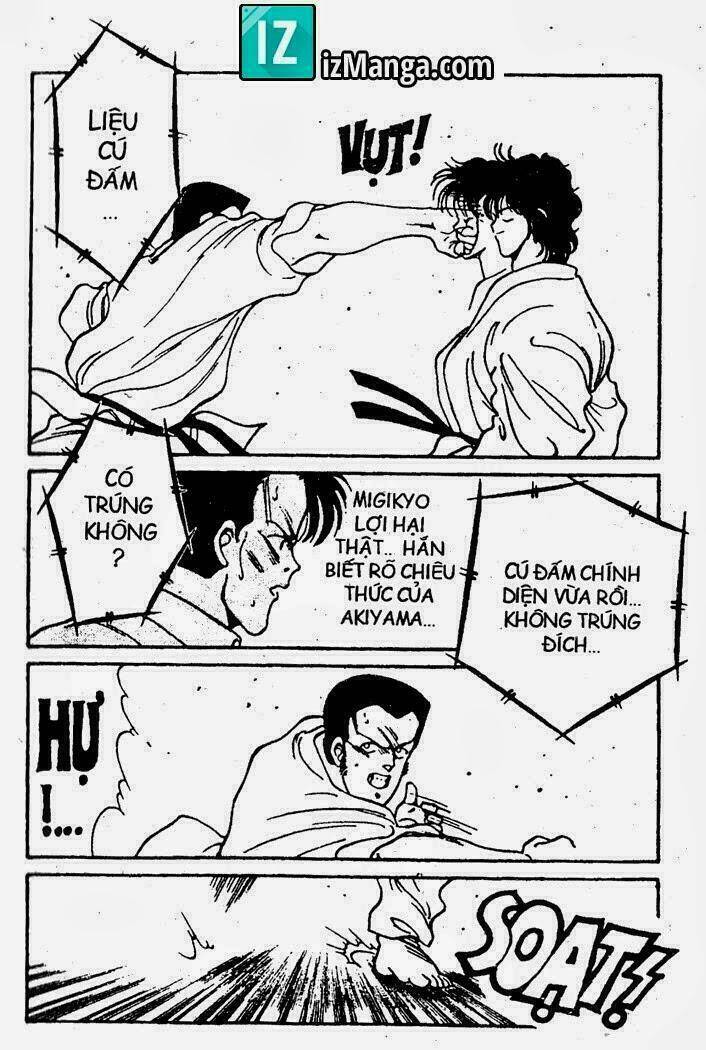 IZ
izManga.com
LIỆU
CÚ
ĐẤM
...
VỤT!
CÓ
TRÚNG
KHÔNG
?
MIGIKYO
LỢI HẠI
THẬT.. HẮN
BIẾT RÕ CHIÊU
THỨC CỦA
AKIYAMA...
CÚ ĐẤM CHÍNH
DIỆN VỪA RỒI...
KHÔNG TRÚNG
ĐÍCH...
HỰ
Ị....
SOẠT!!